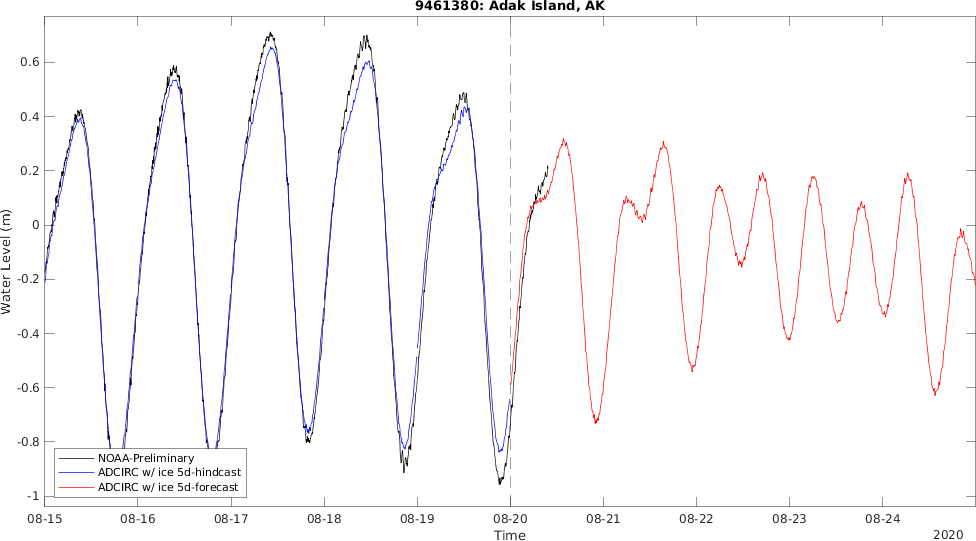 9461380: Adak Island, AK
Water Level (m)
0.6
0.4
0.2
0
-0.2
-0.4
-0.6
-0.8
-1
NOAA-Preliminary
ADCIRC w/ ice 5d-hindcast
ADCIRC w/ ice 5d-forecast
08-15 08-16 08-17 08-18 08-19 08-20 08-21 08-22 08-23 08-24
Time
2020